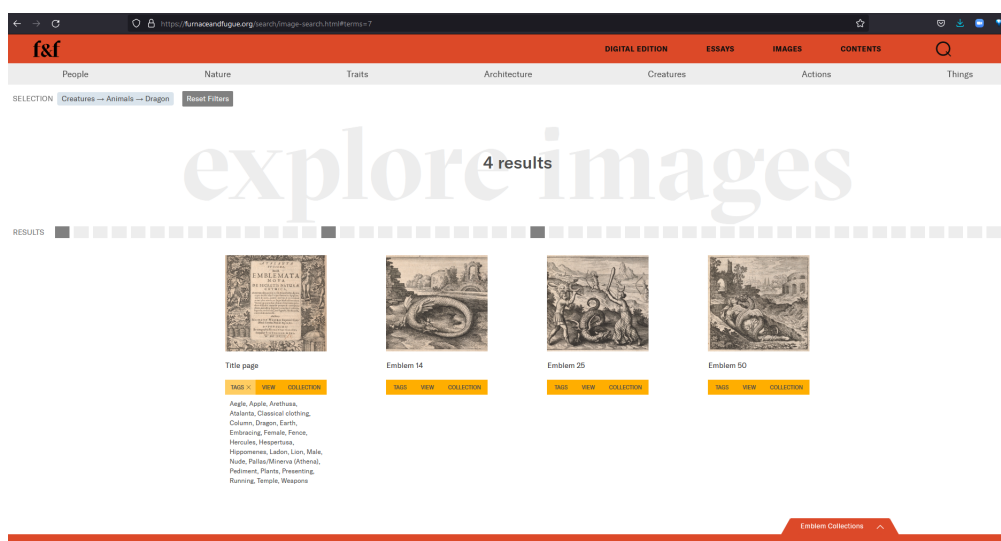 https://furnaceandfugue.org/search/image-search.html#terms=7
f&f
DIGITAL EDITION ESSAYS IMAGES CONTENTS
People Nature Traits Architecture Creatures Actions Things
SELECTION Creatures → Animals → Dragon Reset Filters
explore images
4 results
RESULTS
EMBLEMATA
NOVA
Title page Emblem 14 Emblem 25 Emblem 50
TAGS × VIEW COLLECTION TAGS VIEW COLLECTION TAGS VIEW COLLECTION TAGS VIEW COLLECTION
Aegle, Apple, Arethusa,
Atalanta, Classical clothing,
Column, Dragon, Earth,
Embracing, Female, Fence,
Hercules, Hespertusa,
Hippomenes, Ladon, Lion, Male,
Nude, Pallas/Minerva (Athena),
Pediment, Plants, Presenting,
Running, Temple, Weapons
Emblem Collections